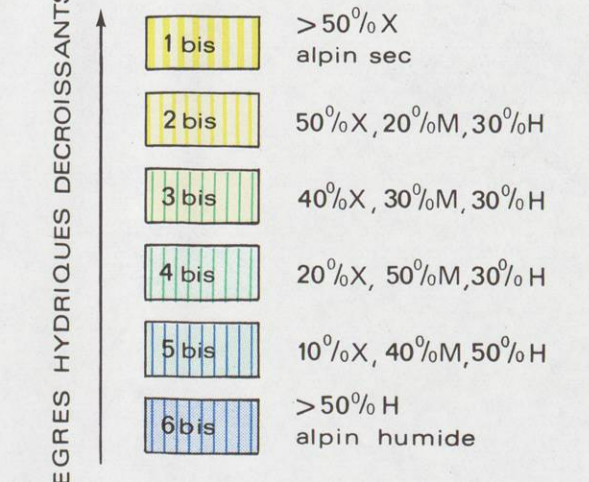 EGRES HYDRIQUES DECROISSANTS
1 bis
>50% X
alpin sec
2 bis
50%X, 20%M, 30%H
3 bis
40%X, 30%M, 30%H
4 bis
20%X, 50%M, 30% H
5 bis
10%X, 40%M, 50% H
6 bis
>50% H
alpin humide